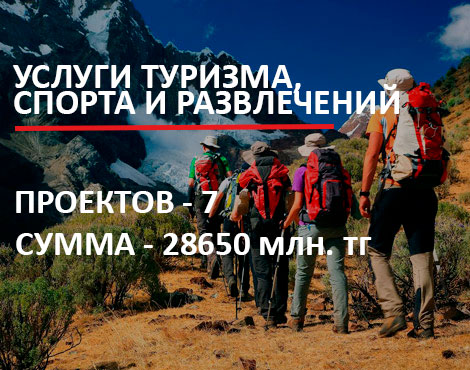 УСЛУГИ ТУРИЗМА,
СПОРТА И РАЗВЛЕЧЕНИЙ
ПРОЕКТОВ - 7
СУММА - 28650 млн. тг